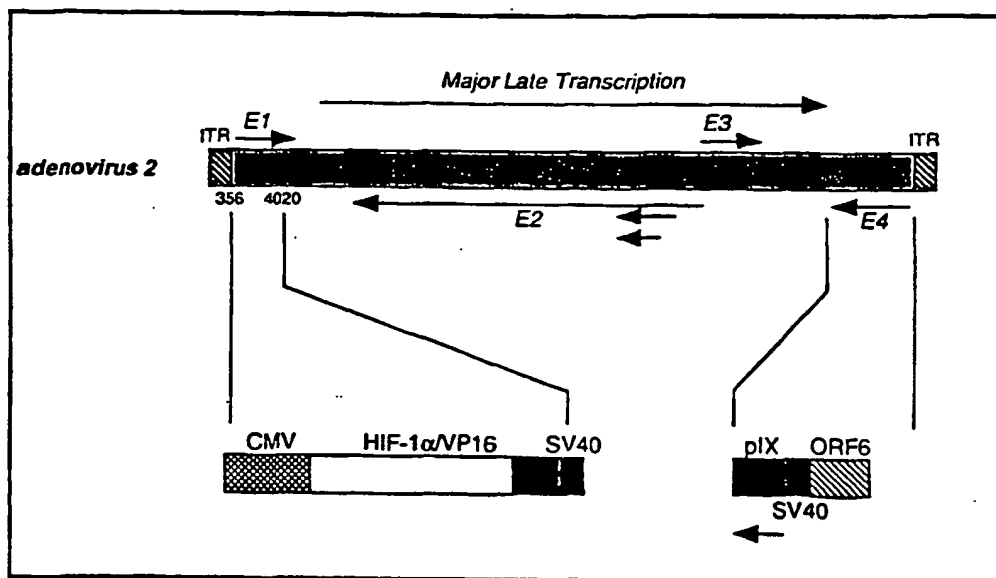 Major Late Transcription
ITR
E1
E3
ITR
adenovirus 2
356
4020
E2
E4
CMV
HIF-1α/VP16
SV40
pIX
ORF6
SV40